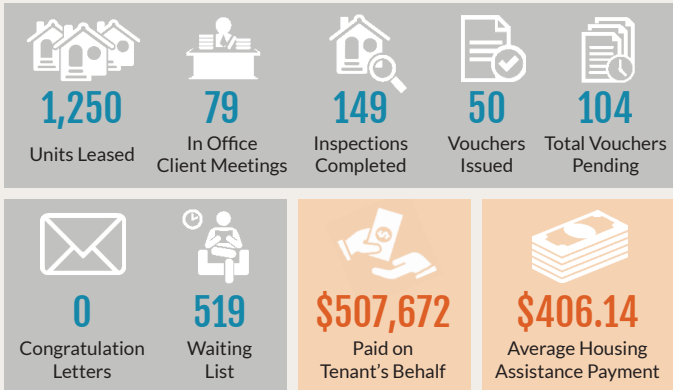 1,250
Units Leased
79
In Office
Client Meetings
149
Inspections
Completed
50
Vouchers
Issued
104
Total Vouchers
Pending
0
Congratulation
Letters
519
Waiting
List
$507,672
Paid on
Tenant's Behalf
$406.14
Average Housing
Assistance Payment